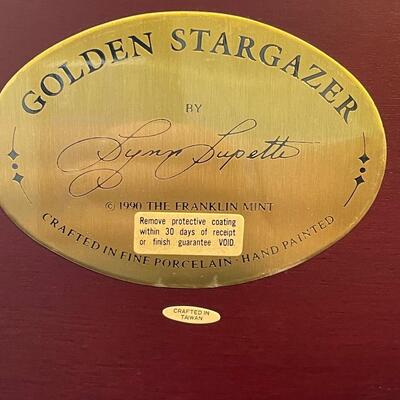 GOLDEN STARGAZER
BY
Lynn Lupetti
© 1990 THE FRANKLIN MINT
Remove protective coating
within 30 days of receipt
or finish guarantee VOID.
CRAFTED IN FINE PORCELAIN · HAND PAINTED
CRAFTED IN
TAIWAN